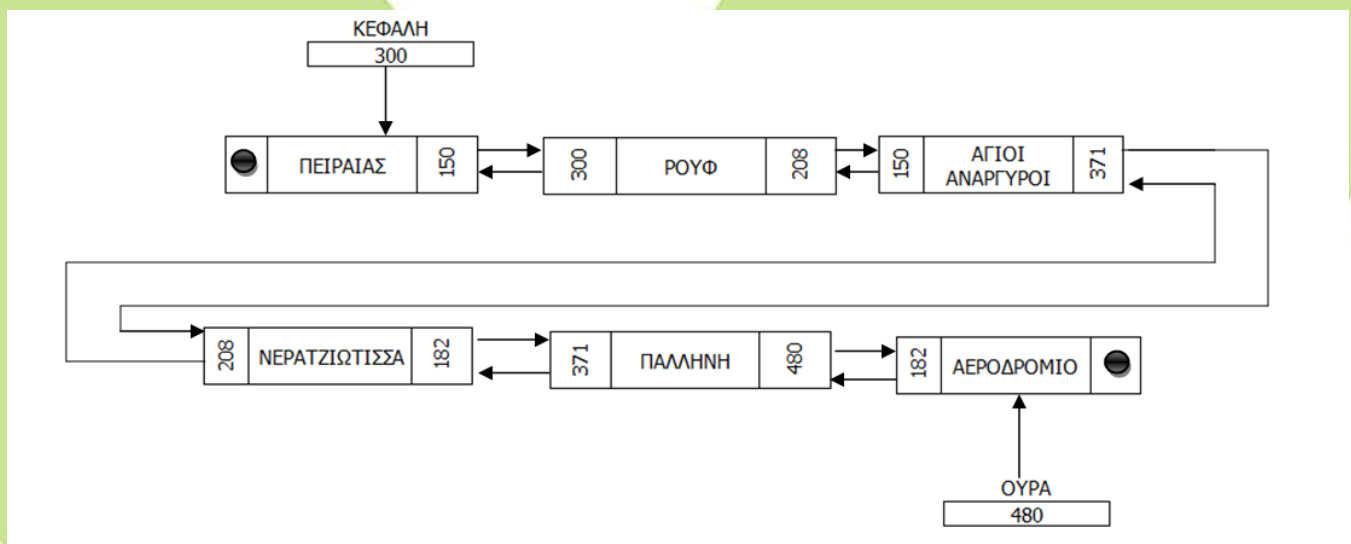 ΚΕΦΑΛΗ
300
ΠΕΙΡΑΙΑΣ 150
300 ΡΟΥΦ 208
150 ΑΓΙΟΙ
ΑΝΑΡΓΥΡΟΙ 371
208 ΝΕΡΑΤΖΙΩΤΙΣΣΑ 182
371 ΠΑΛΛΗΝΗ 480
182 ΑΕΡΟΔΡΟΜΙΟ
ΟΥΡΑ
480